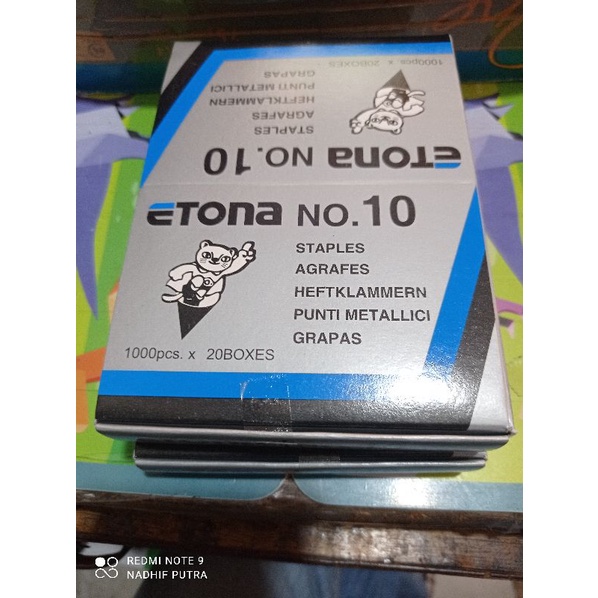 1000pcs. x 20BOXES
GRAPAS
PUNTI METALLICI
HEFTKLAMMERN
AGRAFES
STAPLES
ETONA NO.10
ETONA NO.10
STAPLES
AGRAFES
HEFTKLAMMERN
PUNTI METALLICI
GRAPAS
1000pcs. x 20BOXES
REDMI NOTE 9
NADHIF PUTRA